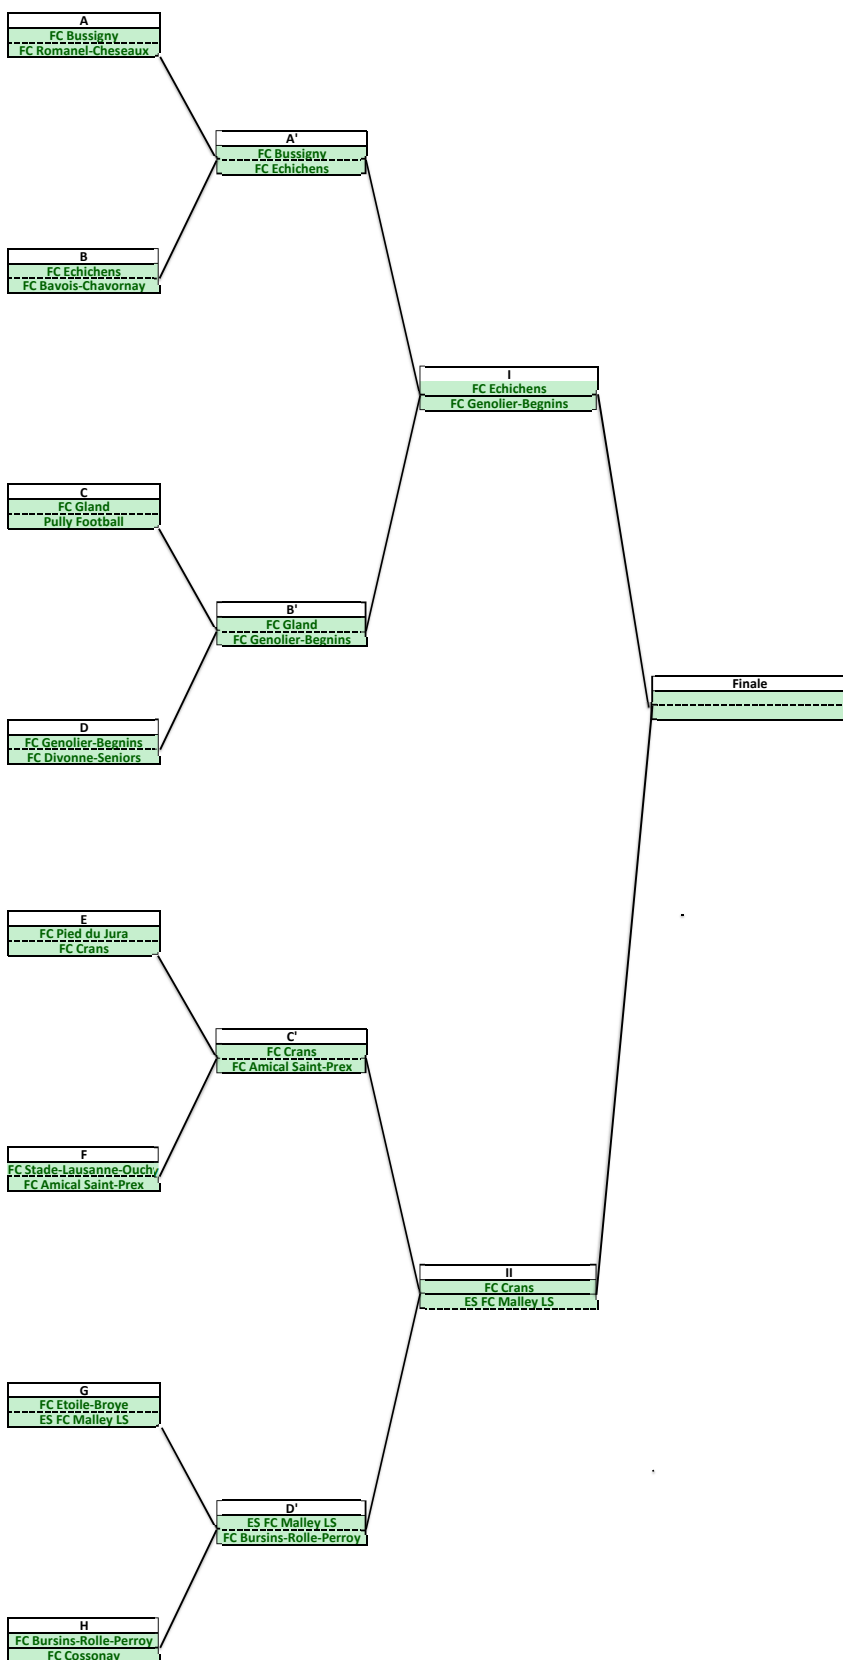 A
FC Bussigny
FC Romanel-Cheseaux
A'
FC Bussigny
FC Echichens
B
FC Echichens
FC Bavois-Chavornay
I
FC Echichens
FC Genolier-Begnins
C
FC Gland
Pully Football
B'
FC Gland
FC Genolier-Begnins
Finale
D
FC Genolier-Begnins
FC Divonne-Seniors
E
FC Pied du Jura
FC Crans
C'
FC Crans
FC Amical Saint-Prex
F
FC Stade-Lausanne-Ouchy
FC Amical Saint-Prex
II
FC Crans
ES FC Malley LS
G
FC Etoile-Broye
ES FC Malley LS
D'
ES FC Malley LS
FC Bursins-Rolle-Perroy
H
FC Bursins-Rolle-Perroy
FC Cossonay